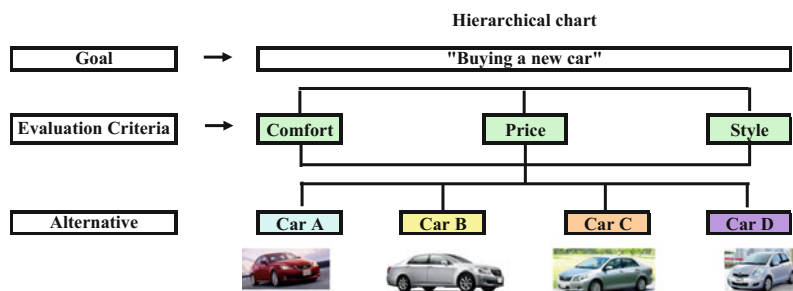 Hierarchical chart
Goal
"Buying a new car"
Evaluation Criteria
Comfort
Price
Style
Alternative
Car A
Car B
Car C
Car D